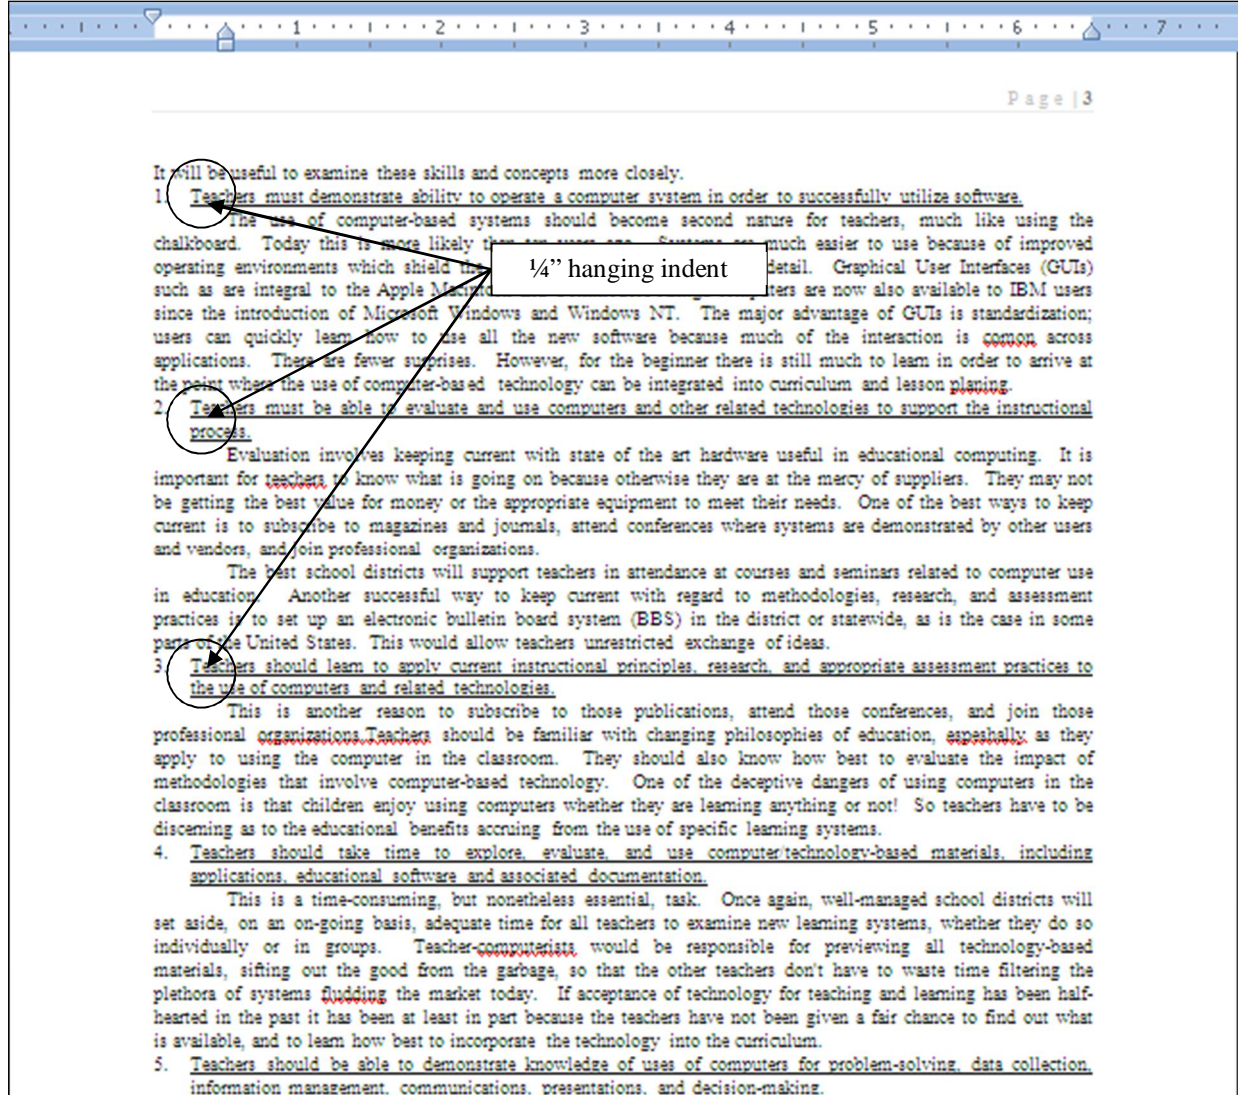 1 2 3 4 5 6 7
Page | 3
It will be useful to examine these skills and concepts more closely.
1. Teachers must demonstrate ability to operate a computer system in order to successfully utilize software.
The use of computer-based systems should become second nature for teachers, much like using the
chalkboard. Today this is more likely than ten years ago. Systems are much easier to use because of improved
operating environments which shield the detail. Graphical User Interfaces (GUIs)
¼” hanging indent
such as are integral to the Apple are now also available to IBM users
since the introduction of Microsoft Windows and Windows NT. The major advantage of GUIs is standardization;
users can quickly learn how to use all the new software because much of the interaction is comon across
applications. There are fewer surprises. However, for the beginner there is still much to learn in order to arrive at
the point where the use of computer-based technology can be integrated into curriculum and lesson planing.
2. Teachers must be able to evaluate and use computers and other related technologies to support the instructional
process.
Evaluation involves keeping current with state of the art hardware useful in educational computing. It is
important for teechers to know what is going on because otherwise they are at the mercy of suppliers. They may not
be getting the best value for money or the appropriate equipment to meet their needs. One of the best ways to keep
current is to subscribe to magazines and journals, attend conferences where systems are demonstrated by other users
and vendors, and join professional organizations.
The best school districts will support teachers in attendance at courses and seminars related to computer use
in education. Another successful way to keep current with regard to methodologies, research, and assessment
practices is to set up an electronic bulletin board system (BBS) in the district or statewide, as is the case in some
parts of the United States. This would allow teachers unrestricted exchange of ideas.
3. Teachers should learn to apply current instructional principles, research, and appropriate assessment practices to
the use of computers and related technologies.
This is another reason to subscribe to those publications, attend those conferences, and join those
professional organizations.Teachers should be familiar with changing philosophies of education, espeshally as they
apply to using the computer in the classroom. They should also know how best to evaluate the impact of
methodologies that involve computer-based technology. One of the deceptive dangers of using computers in the
classroom is that children enjoy using computers whether they are learning anything or not! So teachers have to be
discerning as to the educational benefits accruing from the use of specific learning systems.
4. Teachers should take time to explore, evaluate, and use computer/technology-based materials, including
applications, educational software and associated documentation.
This is a time-consuming, but nonetheless essential, task. Once again, well-managed school districts will
set aside, on an on-going basis, adequate time for all teachers to examine new learning systems, whether they do so
individually or in groups. Teacher-computerists would be responsible for previewing all technology-based
materials, sifting out the good from the garbage, so that the other teachers don't have to waste time filtering the
plethora of systems fludding the market today. If acceptance of technology for teaching and learning has been half-
hearted in the past it has been at least in part because the teachers have not been given a fair chance to find out what
is available, and to learn how best to incorporate the technology into the curriculum.
5. Teachers should be able to demonstrate knowledge of uses of computers for problem-solving, data collection,
information management, communications, presentations, and decision-making.